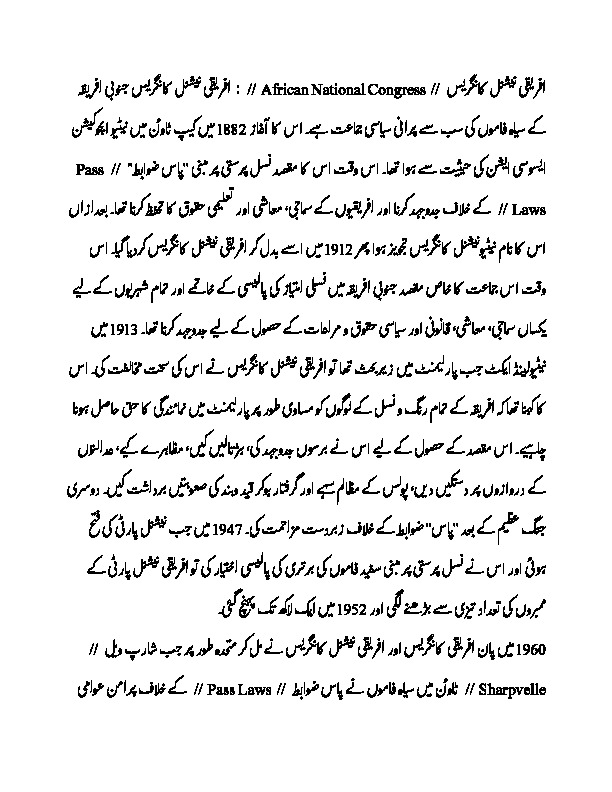 افریقی نیشنل کانگریس // African National Congress // : افریقی نیشنل کانگریس جنوبی افریقہ
کے سیاہ فاموں کی سب سے پرانی سیاسی جماعت ہے۔ اس کا آغاز 1882 میں کیپ ٹاون میں نیٹیو ایجوکیشن
ایسوسی ایشن کی حیثیت سے ہوا تھا۔ اس وقت اس کا مقصد نسل پرستی پر مبنی "پاس ضوابط" // Pass
Laws // کے خلاف جدوجہد کرنا اور افریقیوں کے سماجی، معاشی اور تعلیمی حقوق کا تحفظ کرنا تھا۔ بعد ازاں
اس کا نام نیٹیو نیشنل کانگریس تجویز ہوا پھر 1912 میں اسے بدل کر افریقی نیشنل کانگریس کر دیا گیا۔ اس
وقت اس جماعت کا خاص مقصد جنوبی افریقہ میں نسلی امتیاز کی پالیسی کے خاتمے اور تمام شہریوں کے لیے
یکساں سماجی، معاشی، قانونی اور سیاسی حقوق و مراعات کے حصول کے لیے جدوجہد کرنا تھا۔ 1913 میں
نیٹیو لینڈ ایکٹ جب پارلیمنٹ میں زیر بحث تھا تو افریقی نیشنل کانگریس نے اس کی سخت مخالفت کی۔ اس
کا کہنا تھا کہ افریقہ کے تمام رنگ و نسل کے لوگوں کو مساوی طور پر پارلیمنٹ میں نمائندگی کا حق حاصل ہونا
چاہیے۔ اس مقصد کے حصول کے لیے اس نے برسوں جدوجہد کی، ہڑتالیں کیں، مظاہرے کیے، عدالتوں
کے دروازوں پر دستکیں دیں، پولس کے مظالم سہے اور گرفتار ہو کر قید و بند کی صعوبتیں برداشت کیں۔ دوسری
جنگ عظیم کے بعد "پاس" ضوابط کے خلاف زبردست مزاحمت کی۔ 1947 میں جب نیشنل پارٹی کی فتح
ہوئی اور اس نے نسل پرستی پر مبنی سفید فاموں کی برتری کی پالیسی اختیار کی تو افریقی نیشنل پارٹی کے
ممبروں کی تعداد تیزی سے بڑھنے لگی اور 1952 میں ایک لاکھ تک پہنچ گئی۔
1960 میں پان افریقی کانگریس اور افریقی نیشنل کانگریس نے مل کر متحدہ طور پر جب شارپ ویل //
Sharpvelle // ٹاون میں سیاہ فاموں نے پاس ضوابط // Pass Laws // کے خلاف پرامن عوامی